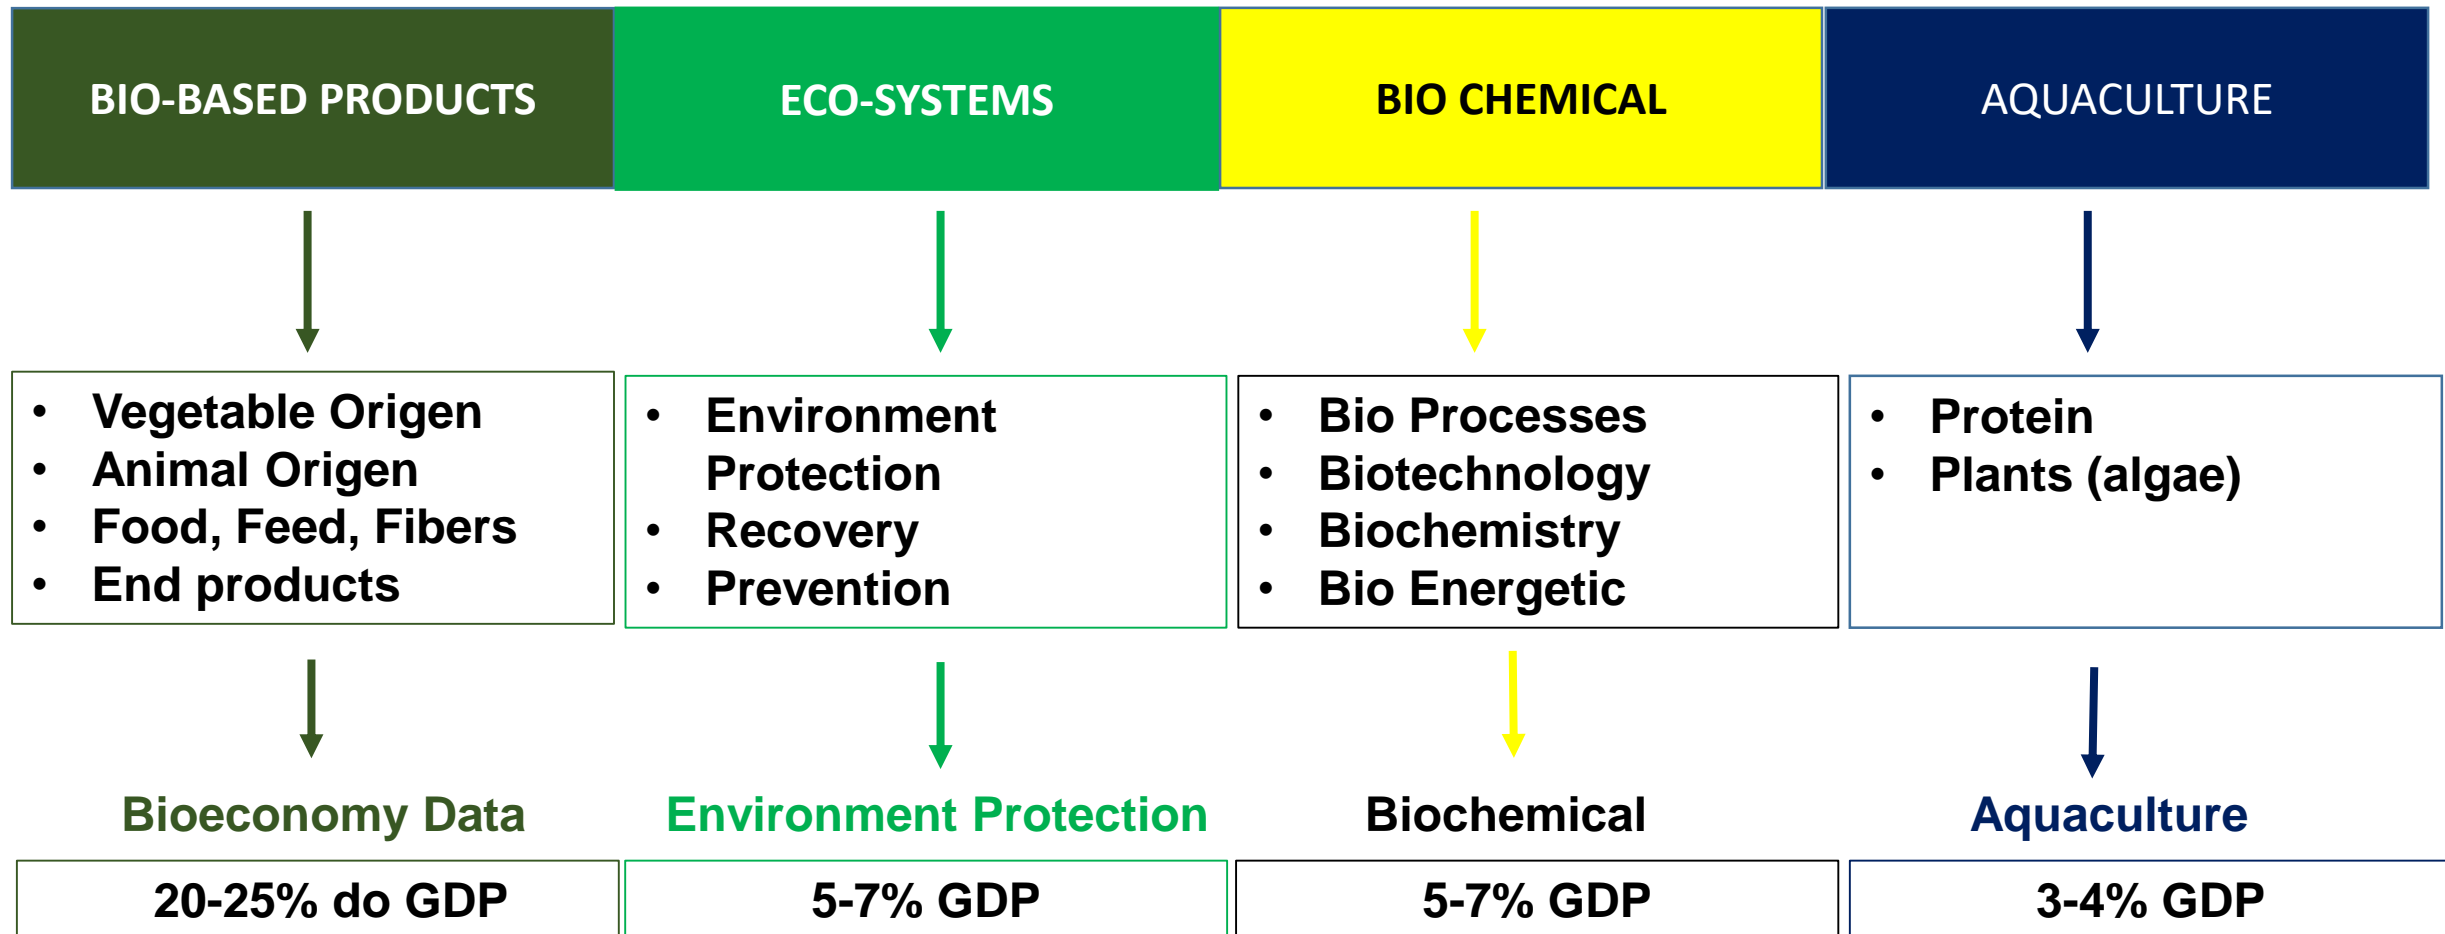 BIO-BASED PRODUCTS
ECO-SYSTEMS
BIO CHEMICAL
AQUACULTURE
• Vegetable Origen
• Animal Origen
• Food, Feed, Fibers
• End products
• Environment
Protection
• Recovery
• Prevention
• Bio Processes
• Biotechnology
• Biochemistry
• Bio Energetic
• Protein
• Plants (algae)
Bioeconomy Data
Environment Protection
Biochemical
Aquaculture
20-25% do GDP
5-7% GDP
5-7% GDP
3-4% GDP